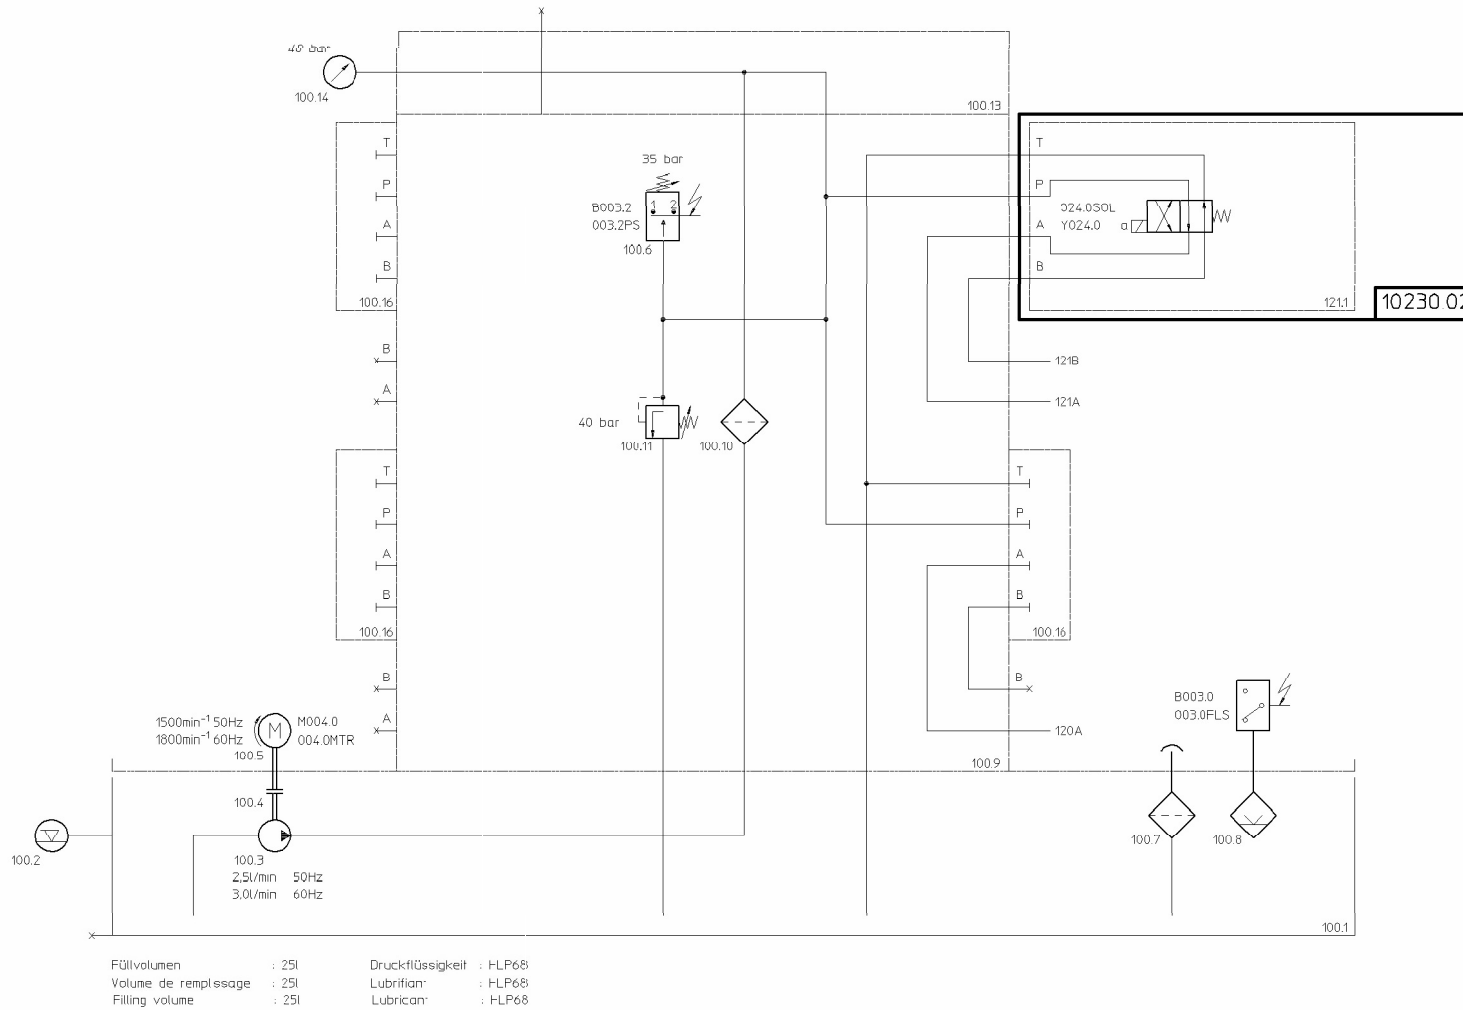 bar
100.14
100.13
T
P
A
B
100.16
B
A
35 bar
B003.2
003.2PS
1 2
100.6
T
P
A
B
024.0SOL
Y024.0
a
121.1
10230.02
121B
121A
40 bar
100.11
100.10
T
P
A
B
100.16
B
A
T
P
A
B
100.16
B
120A
100.9
1500min⁻¹ 50Hz
1800min⁻¹ 60Hz
M
M004.0
004.0MTR
100.5
100.4
100.3
2,5l/min 50Hz
3,0l/min 60Hz
100.2
B003.0
003.0FLS
100.7
100.8
100.1
Füllvolumen : 25l
Volume de remplssage : 25l
Filling volume : 25l
Druckflüssigkeit : HLP68
Lubrifian : HLP68
Lubrican : HLP68